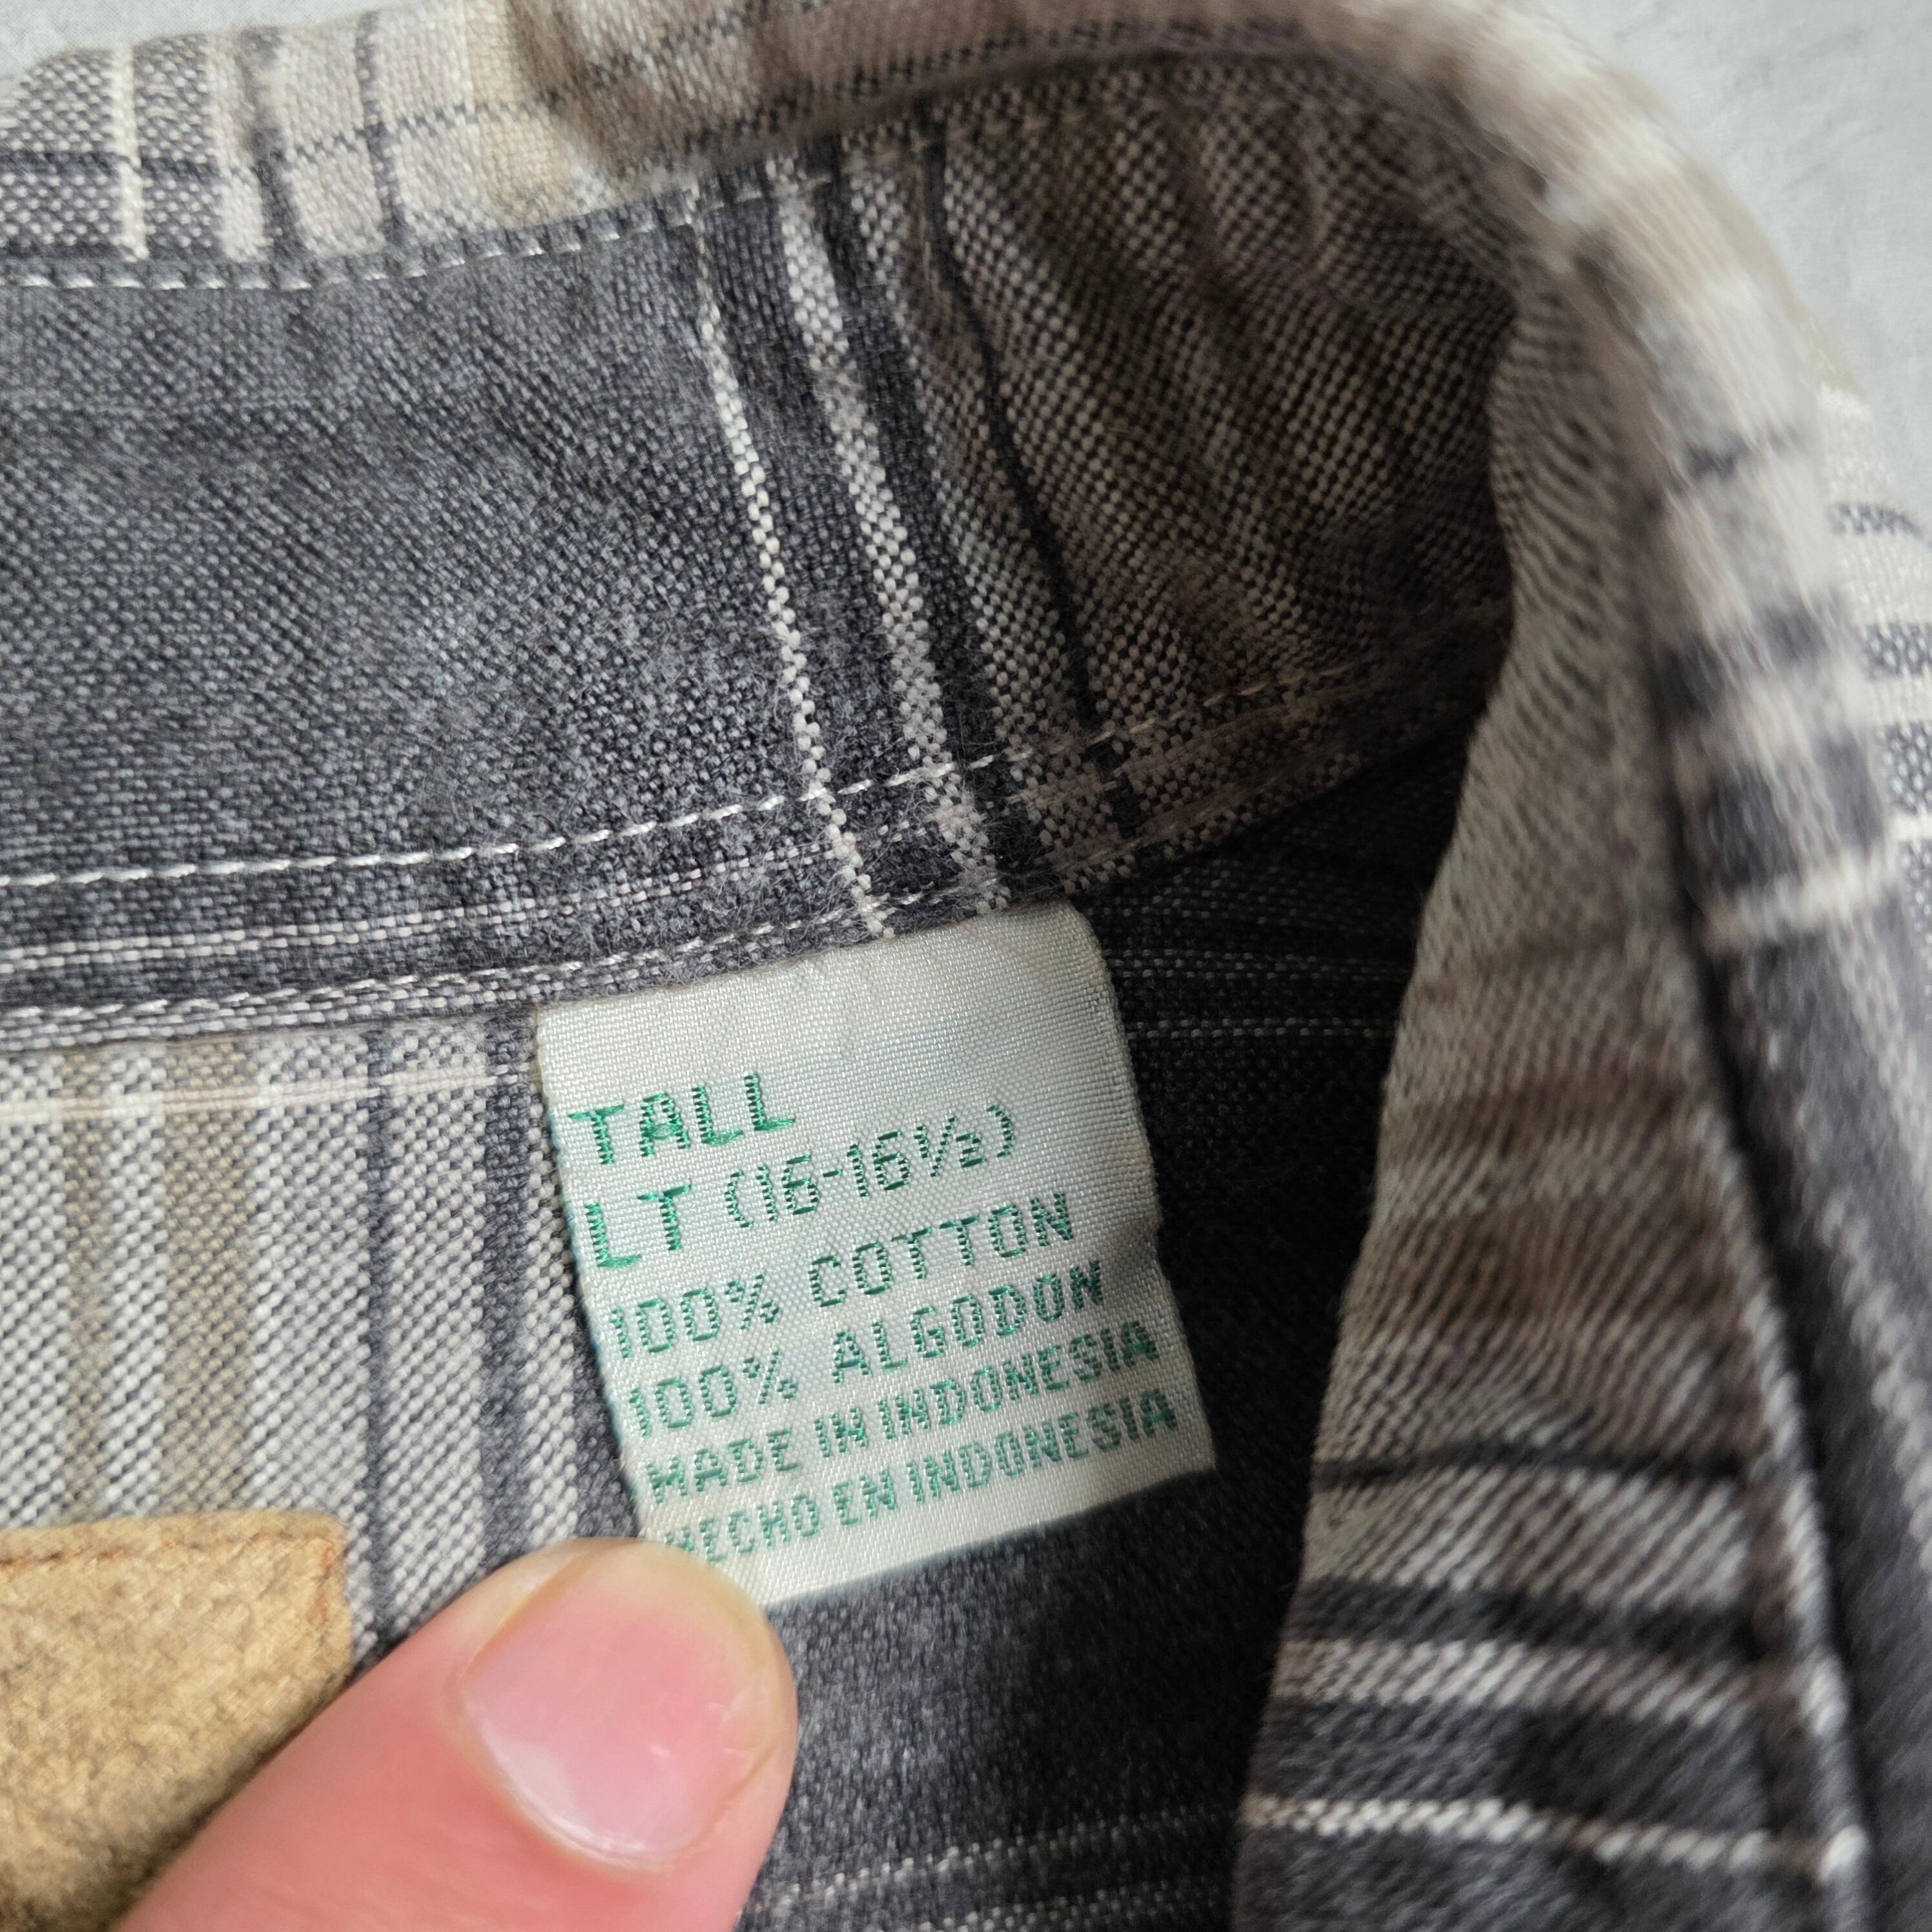 TALL
LT (16-16½)
100% COTTON
100% ALGODON
MADE IN INDONESIA
HECHO EN INDONESIA